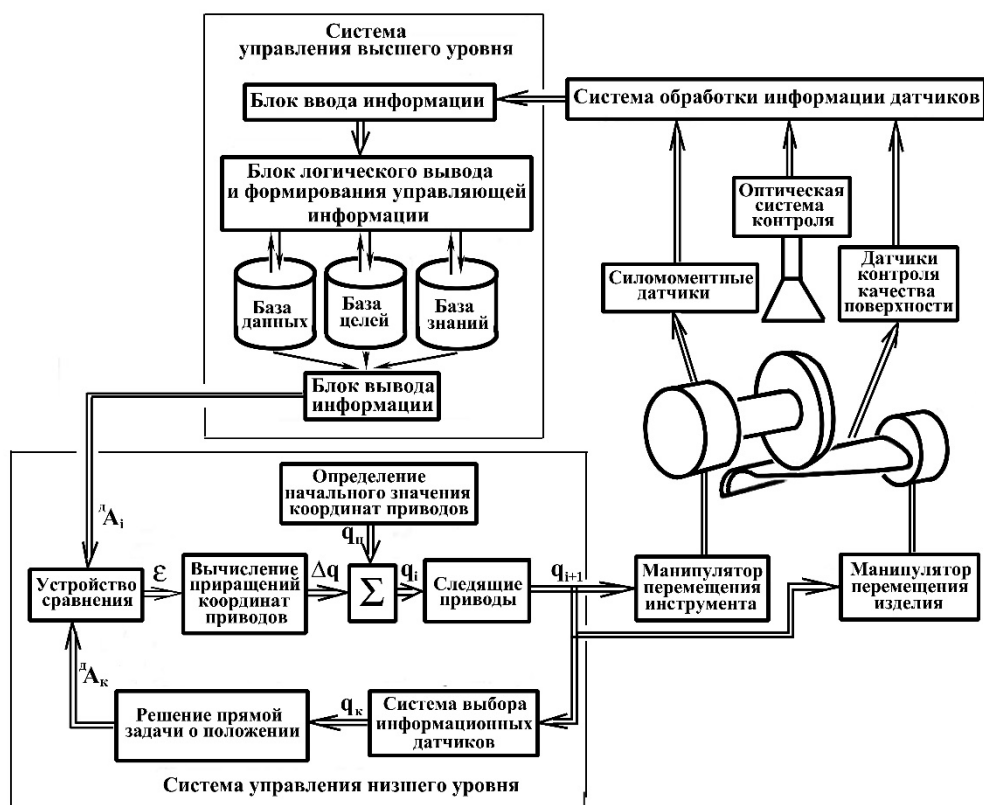 Система
управления высшего уровня
Блок ввода информации
Система обработки информации датчиков
Блок логического вывода
и формирования управляющей
информации
Оптическая
система
контроля
Силомоментные
датчики
Датчики
контроля
качества
поверхности
База
данных
База
целей
База
знаний
Блок вывода
информации
Определение
начального значения
координат приводов
дAi
qц
Устройство
сравнения
ε
Вычисление
приращений
координат
приводов
Δq
Σ
qi
Следящие
приводы
qi+1
Манипулятор
перемещения
инструмента
Манипулятор
перемещения
изделия
дAк
Решение прямой
задачи о положении
qк
Система выбора
информационных
датчиков
Система управления низшего уровня